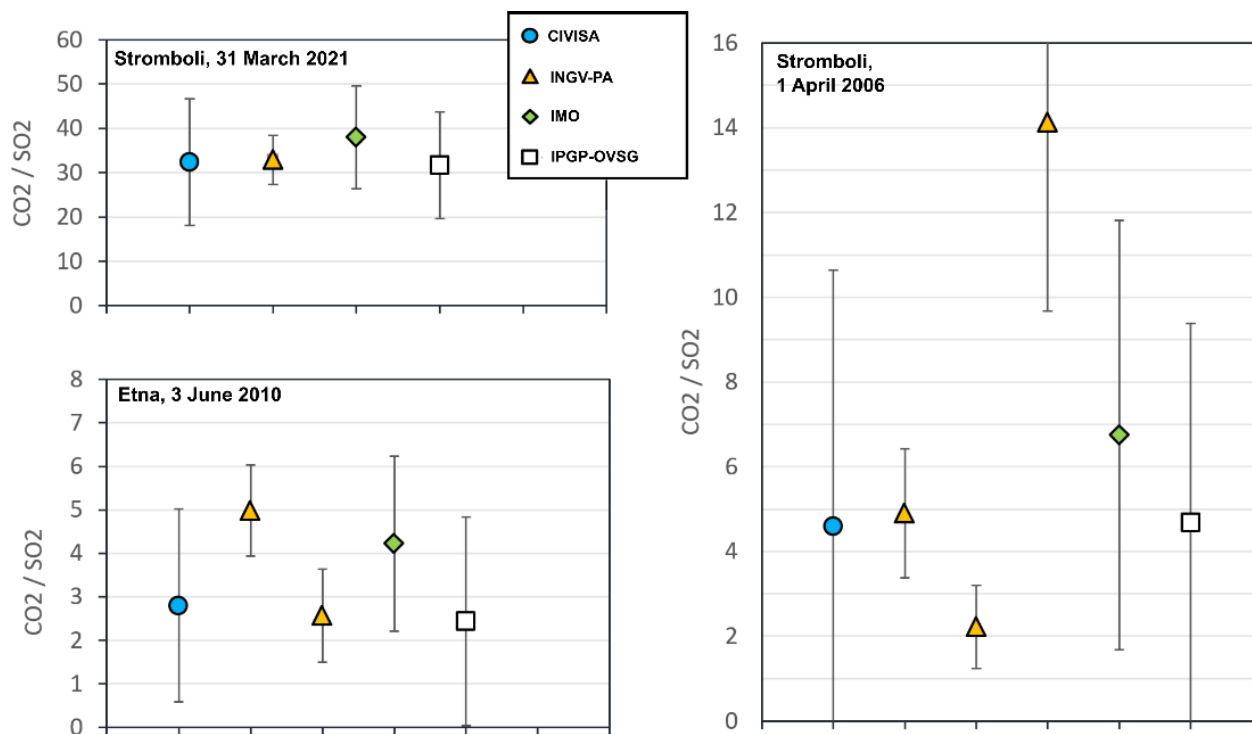 Stromboli, 31 March 2021
CO2 / SO2
60
50
40
30
20
10
0
CIVISA
INGV-PA
IMO
IPGP-OVSG
Etna, 3 June 2010
CO2 / SO2
8
7
6
5
4
3
2
1
0
Stromboli,
1 April 2006
CO2 / SO2
16
14
12
10
8
6
4
2
0